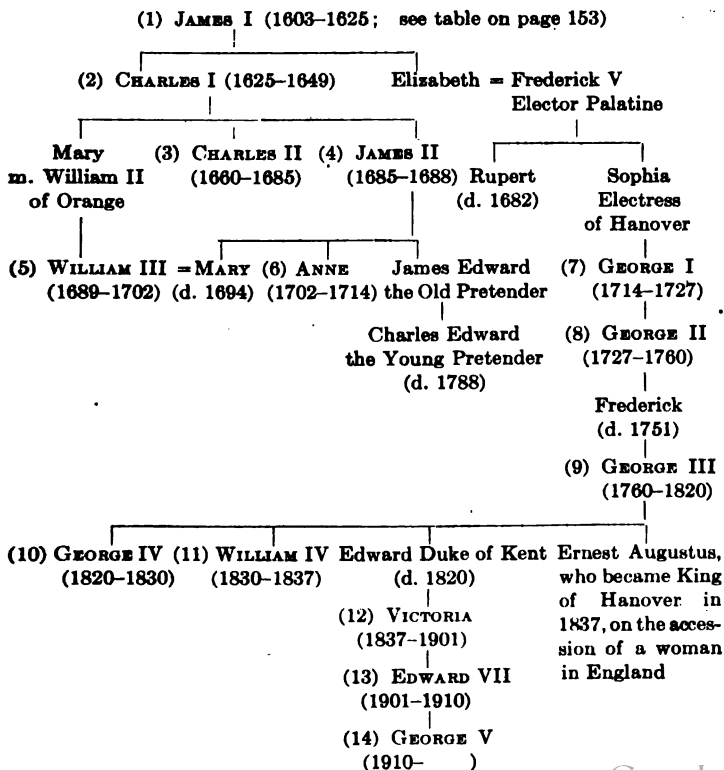 (1) JAMES I (1603–1625; see table on page 153)
(2) CHARLES I (1625–1649) Elizabeth = Frederick V
Elector Palatine
Mary (3) CHARLES II (4) JAMES II
m. William II (1660–1685) (1685–1688) Rupert Sophia
of Orange (d. 1682) Electress
of Hanover
(5) WILLIAM III = MARY (6) ANNE James Edward (7) GEORGE I
(1689–1702) (d. 1694) (1702–1714) the Old Pretender (1714–1727)
Charles Edward (8) GEORGE II
the Young Pretender (1727–1760)
(d. 1788)
Frederick
(d. 1751)
(9) GEORGE III
(1760–1820)
(10) GEORGE IV (11) WILLIAM IV Edward Duke of Kent Ernest Augustus,
(1820–1830) (1830–1837) (d. 1820) who became King
of Hanover in
(12) VICTORIA 1837, on the acces-
(1837–1901) sion of a woman
(13) EDWARD VII in England
(1901–1910)
(14) GEORGE V
(1910– )